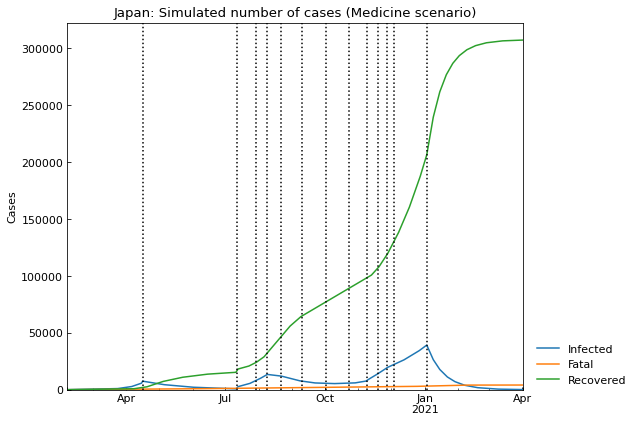 Japan: Simulated number of cases (Medicine scenario)
Cases
300000
250000
200000
150000
100000
50000
0
Apr
Jul
Oct
Jan
2021
Apr
Infected
Fatal
Recovered